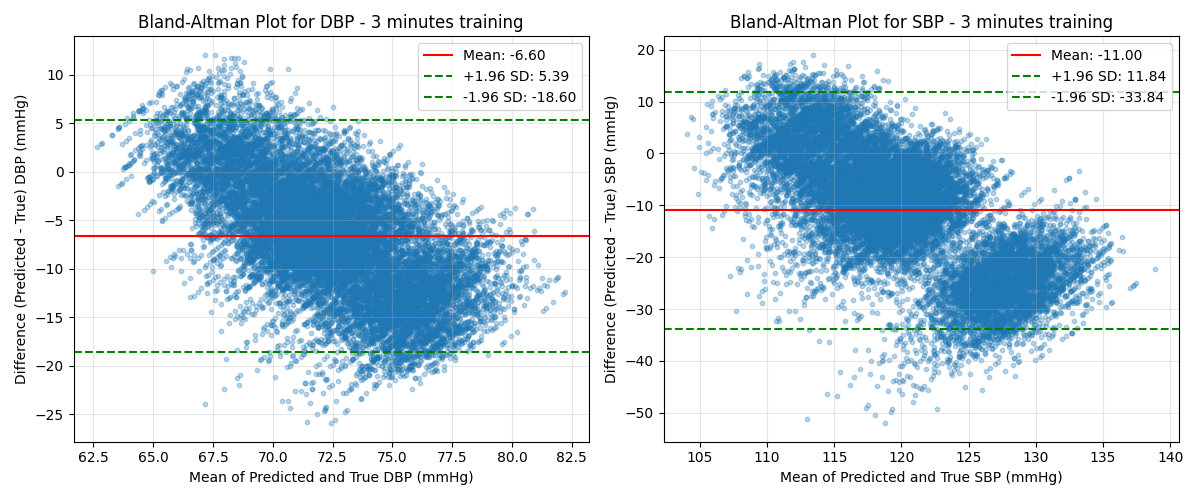 Bland-Altman Plot for DBP - 3 minutes training
Difference (Predicted - True) DBP (mmHg)
10
5
0
−5
−10
−15
−20
−25
Mean: -6.60
+1.96 SD: 5.39
-1.96 SD: -18.60
62.5 65.0 67.5 70.0 72.5 75.0 77.5 80.0 82.5
Mean of Predicted and True DBP (mmHg)
Bland-Altman Plot for SBP - 3 minutes training
Difference (Predicted - True) SBP (mmHg)
20
10
0
−10
−20
−30
−40
−50
Mean: -11.00
+1.96 SD: 11.84
-1.96 SD: -33.84
105 110 115 120 125 130 135 140
Mean of Predicted and True SBP (mmHg)